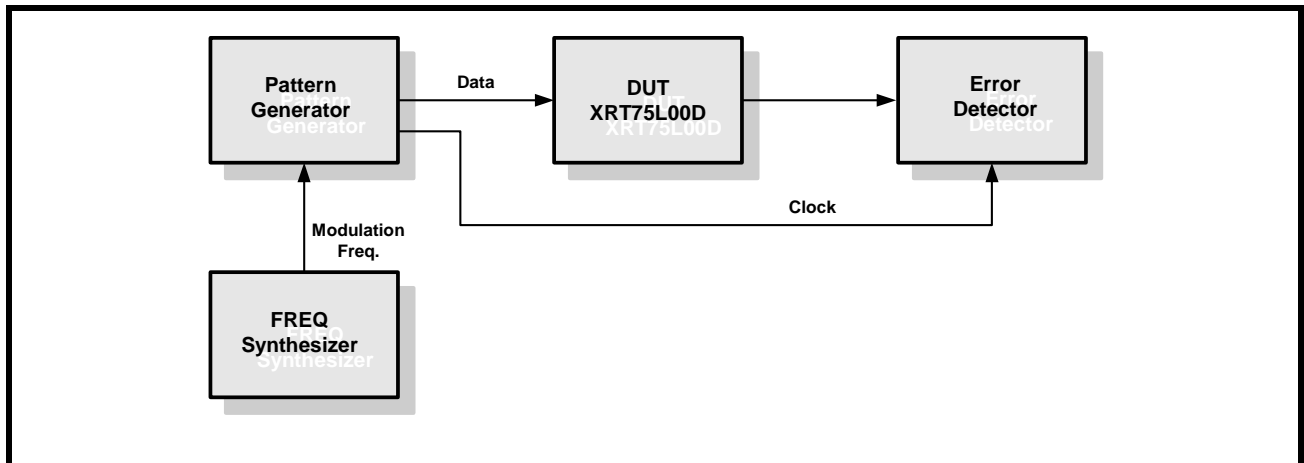 Pattern
Generator
Data
DUT
XRT75L00D
Error
Detector
Clock
Modulation
Freq.
FREQ
Synthesizer